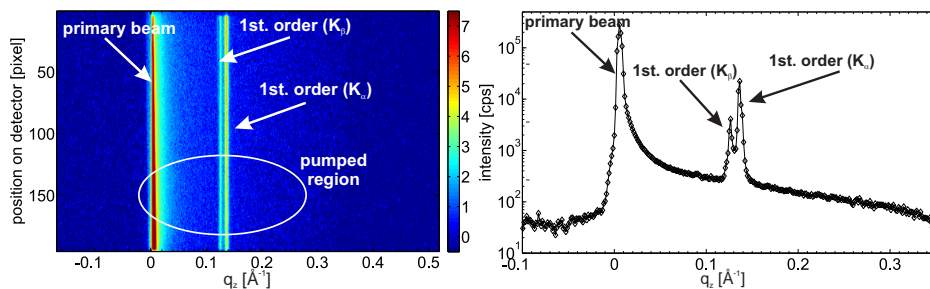 primary beam
1st. order (Kβ)
1st. order (Kα)
pumped
region
position on detector [pixel]
50
100
150
-0.1
0
0.1
0.2
0.3
0.4
0.5
q_z [Å⁻¹]
7
6
5
4
3
2
1
0
primary beam
1st. order (Kβ)
1st. order (Kα)
intensity [cps]
10⁵
10⁴
10³
10²
10¹
-0.1
0
0.1
0.2
0.3
q_z [Å⁻¹]